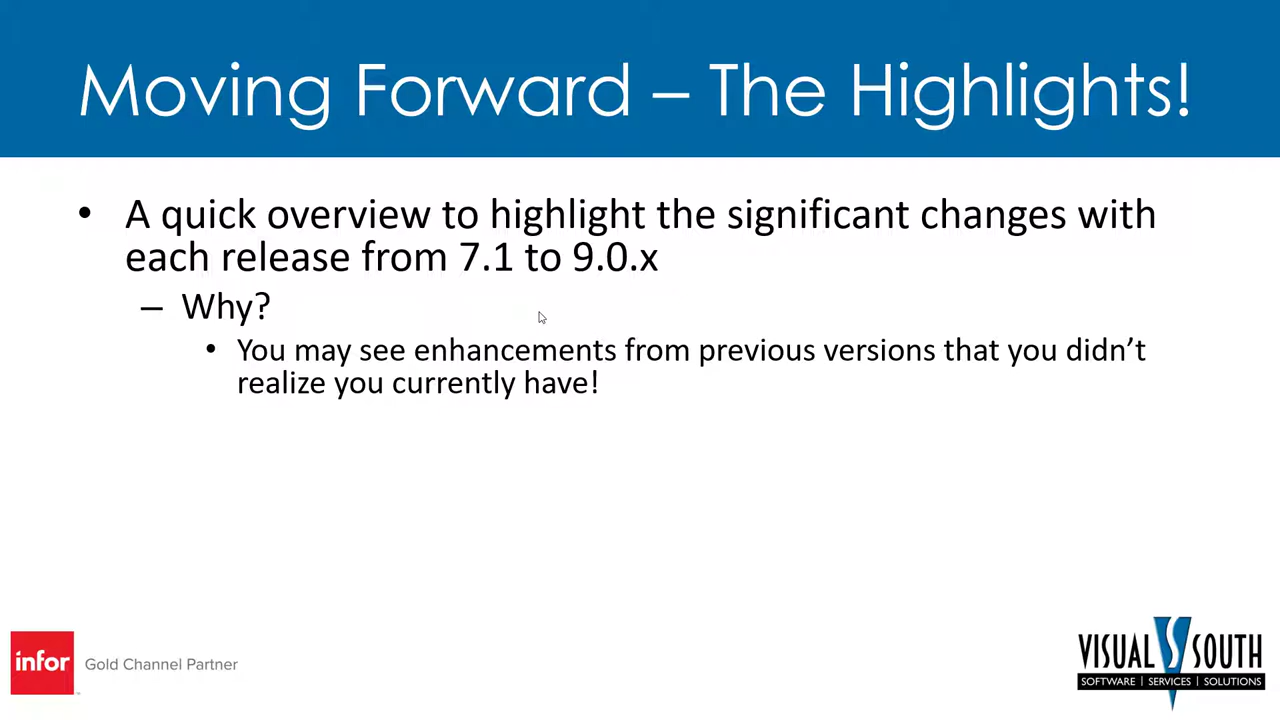 Moving Forward – The Highlights!
• A quick overview to highlight the significant changes with
each release from 7.1 to 9.0.x
– Why?
• You may see enhancements from previous versions that you didn’t
realize you currently have!
infor
Gold Channel Partner
VISUAL SOUTH
SOFTWARE | SERVICES | SOLUTIONS